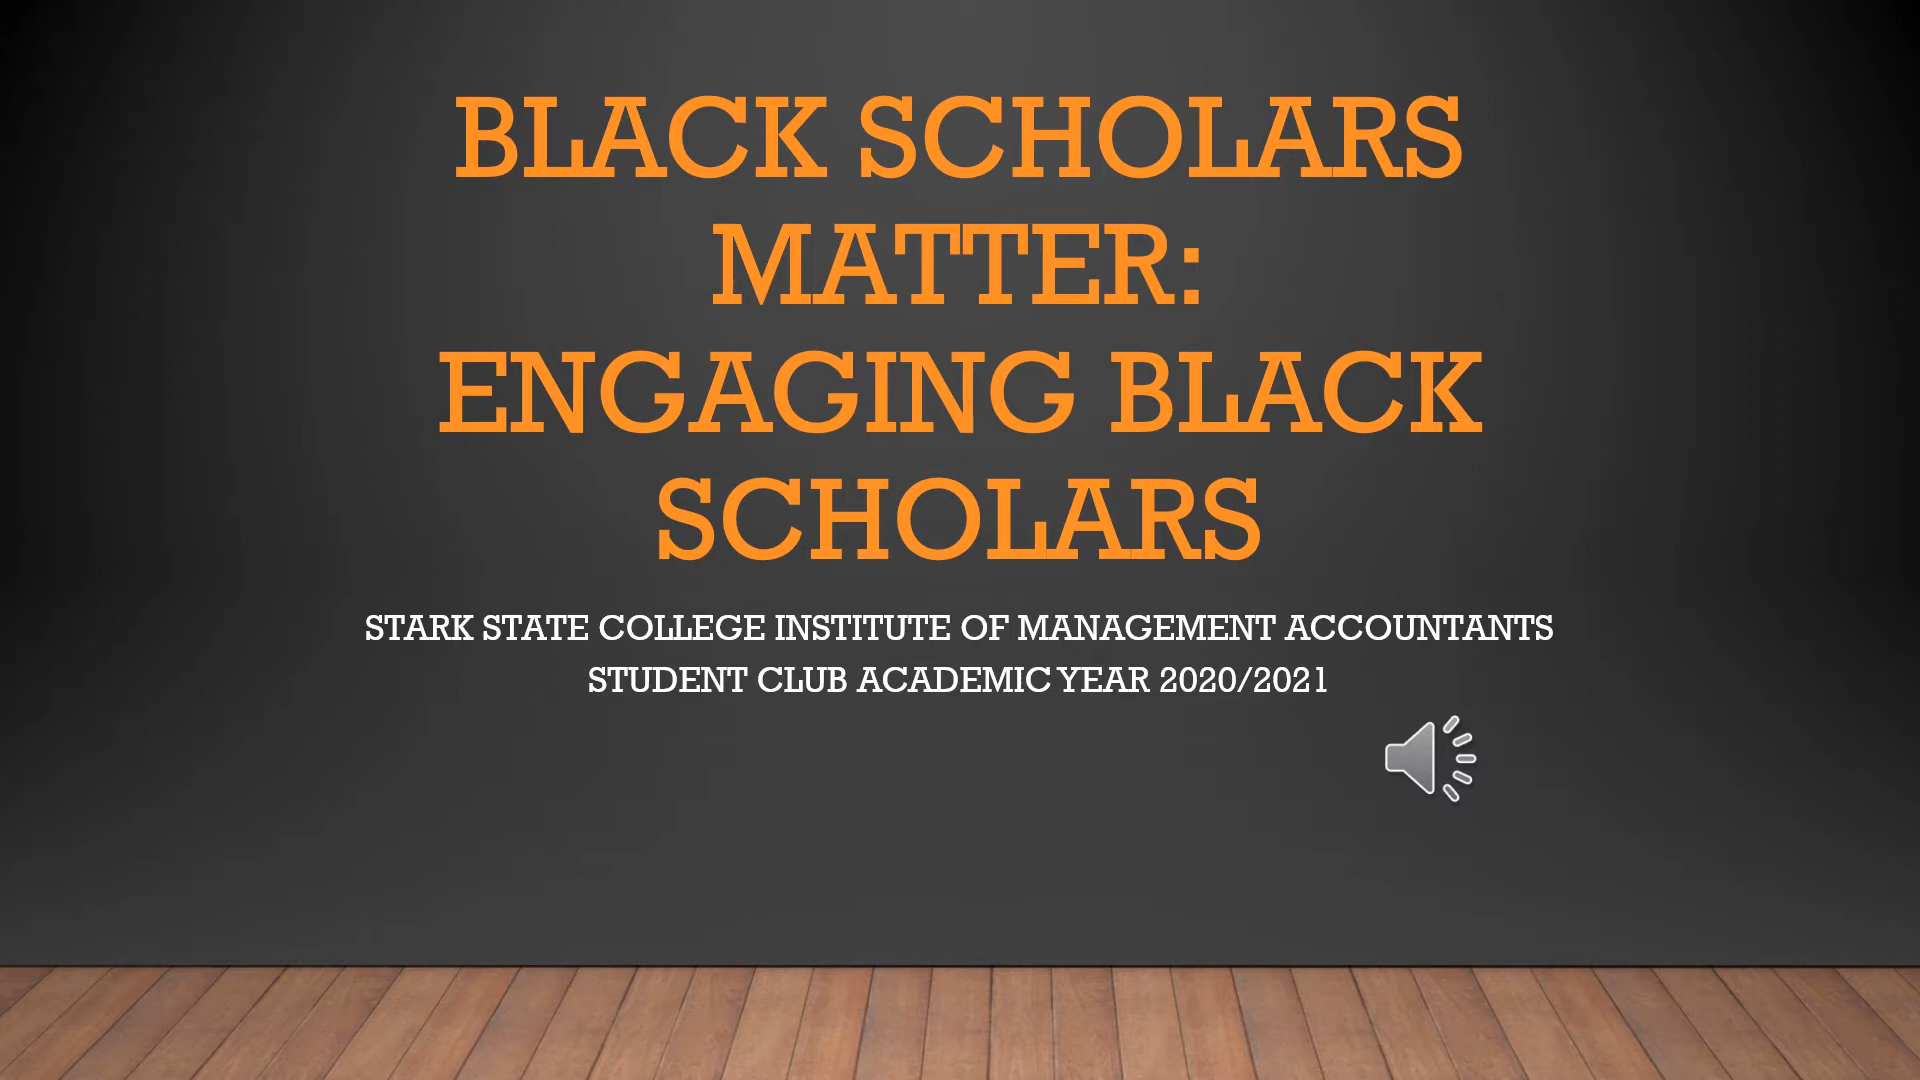 BLACK SCHOLARS
MATTER:
ENGAGING BLACK
SCHOLARS
STARK STATE COLLEGE INSTITUTE OF MANAGEMENT ACCOUNTANTS
STUDENT CLUB ACADEMIC YEAR 2020/2021